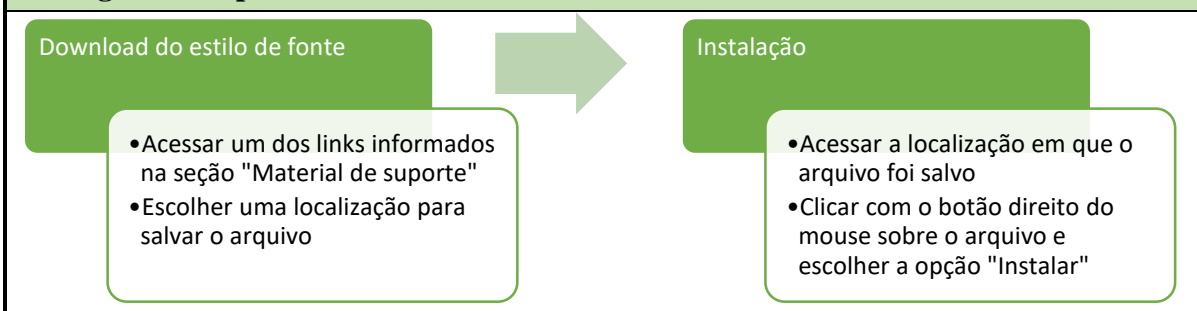 Download do estilo de fonte
•Acessar um dos links informados
na seção "Material de suporte"
•Escolher uma localização para
salvar o arquivo
Instalação
•Acessar a localização em que o
arquivo foi salvo
•Clicar com o botão direito do
mouse sobre o arquivo e
escolher a opção "Instalar"